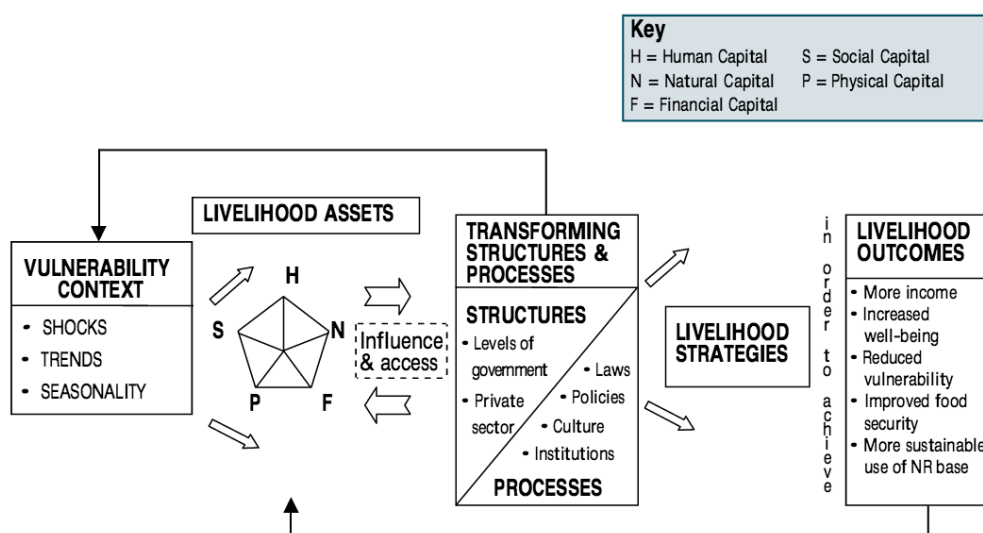 Key
H = Human Capital S = Social Capital
N = Natural Capital P = Physical Capital
F = Financial Capital
LIVELIHOOD ASSETS
VULNERABILITY
CONTEXT
• SHOCKS
• TRENDS
• SEASONALITY
H
S
N
P
F
Influence
& access
TRANSFORMING
STRUCTURES &
PROCESSES
STRUCTURES
• Levels of
government
• Private
sector
• Laws
• Policies
• Culture
• Institutions
PROCESSES
LIVELIHOOD
STRATEGIES
in order to achieve
LIVELIHOOD
OUTCOMES
• More income
• Increased
well-being
• Reduced
vulnerability
• Improved food
security
• More sustainable
use of NR base